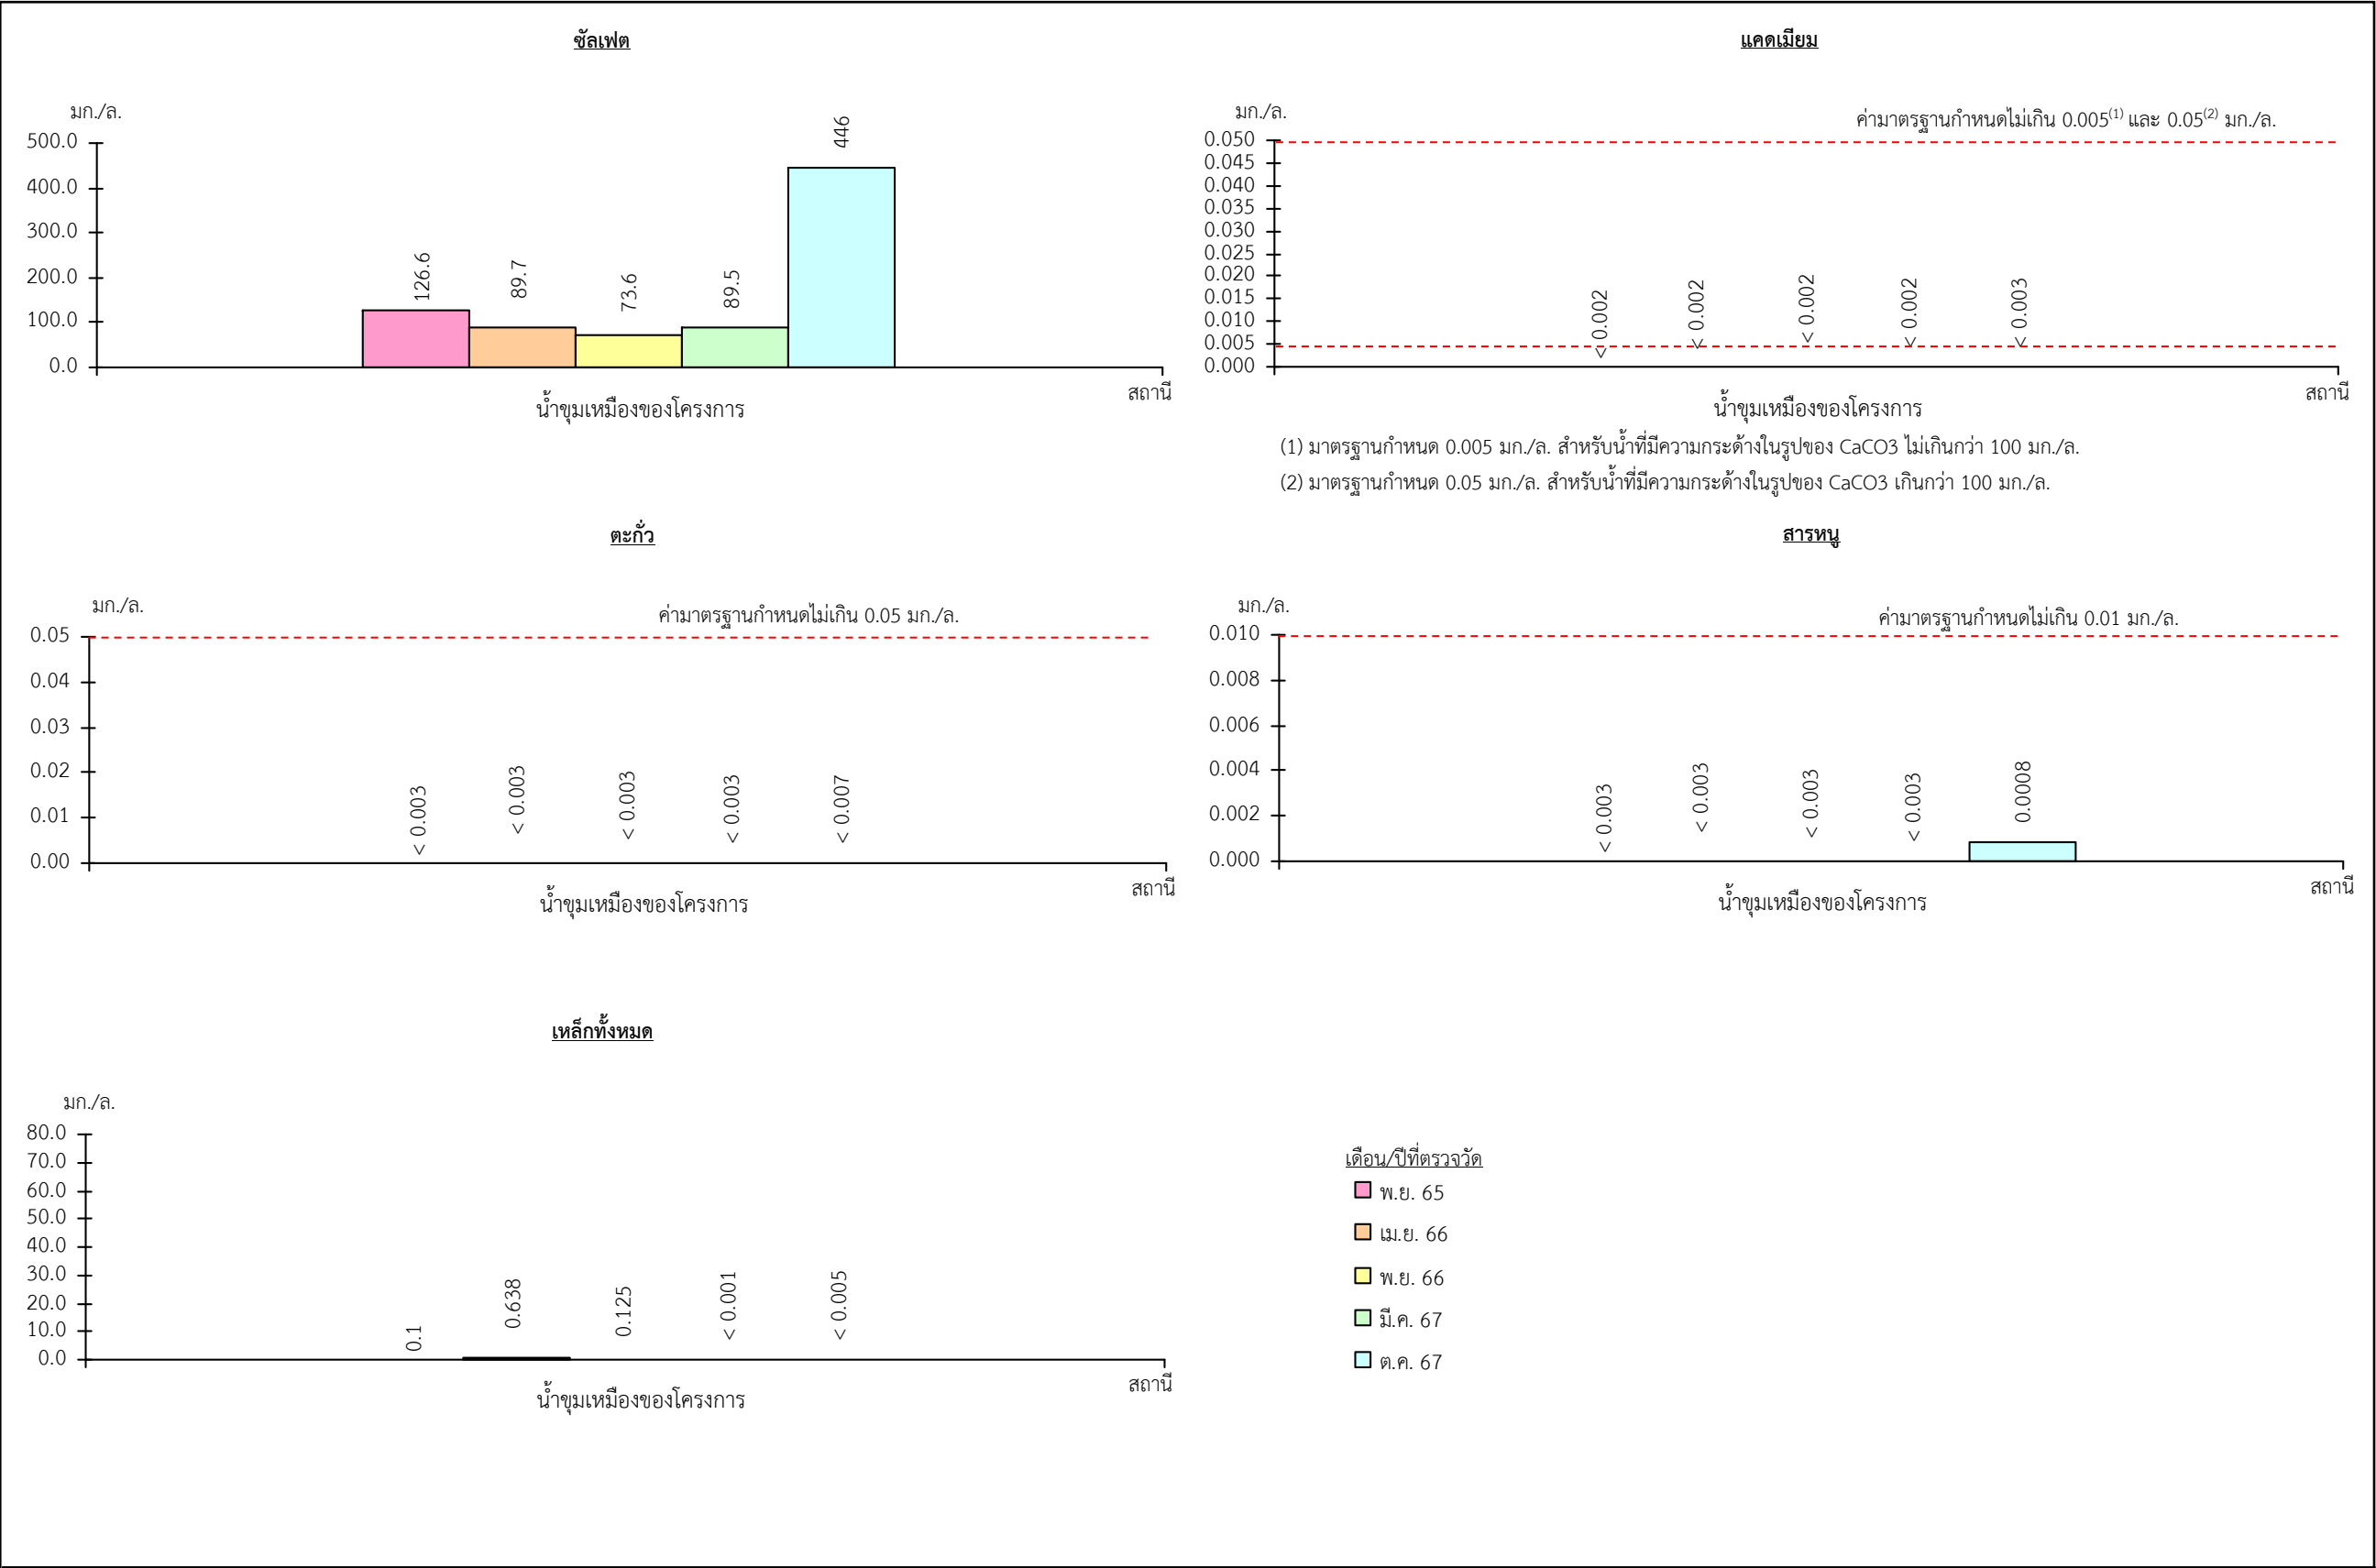 ซัลเฟต
มก./ล.
500.0
400.0
300.0
200.0
100.0
0.0
126.6
89.7
73.6
89.5
446
สถานี
น้ำขุมเหมืองของโครงการ
แคดเมียม
มก./ล.
ค่ามาตรฐานกำหนดไม่เกิน 0.005(1) และ 0.05(2) มก./ล.
0.050
0.045
0.040
0.035
0.030
0.025
0.020
0.015
0.010
0.005
0.000
< 0.002
< 0.002
< 0.002
< 0.002
< 0.003
สถานี
น้ำขุมเหมืองของโครงการ
(1) มาตรฐานกำหนด 0.005 มก./ล. สำหรับน้ำที่มีความกระด้างในรูปของ CaCO3 ไม่เกินกว่า 100 มก./ล.
(2) มาตรฐานกำหนด 0.05 มก./ล. สำหรับน้ำที่มีความกระด้างในรูปของ CaCO3 เกินกว่า 100 มก./ล.
ตะกั่ว
มก./ล.
ค่ามาตรฐานกำหนดไม่เกิน 0.05 มก./ล.
0.05
0.04
0.03
0.02
0.01
0.00
< 0.003
< 0.003
< 0.003
< 0.003
< 0.007
สถานี
น้ำขุมเหมืองของโครงการ
สารหนู
มก./ล.
ค่ามาตรฐานกำหนดไม่เกิน 0.01 มก./ล.
0.010
0.008
0.006
0.004
0.002
0.000
< 0.003
< 0.003
< 0.003
< 0.003
0.0008
สถานี
น้ำขุมเหมืองของโครงการ
เหล็กทั้งหมด
มก./ล.
80.0
70.0
60.0
50.0
40.0
30.0
20.0
10.0
0.0
0.1
0.638
0.125
< 0.001
< 0.005
สถานี
น้ำขุมเหมืองของโครงการ
เดือน/ปีที่ตรวจวัด
พ.ย. 65
เม.ย. 66
พ.ย. 66
มี.ค. 67
ต.ค. 67